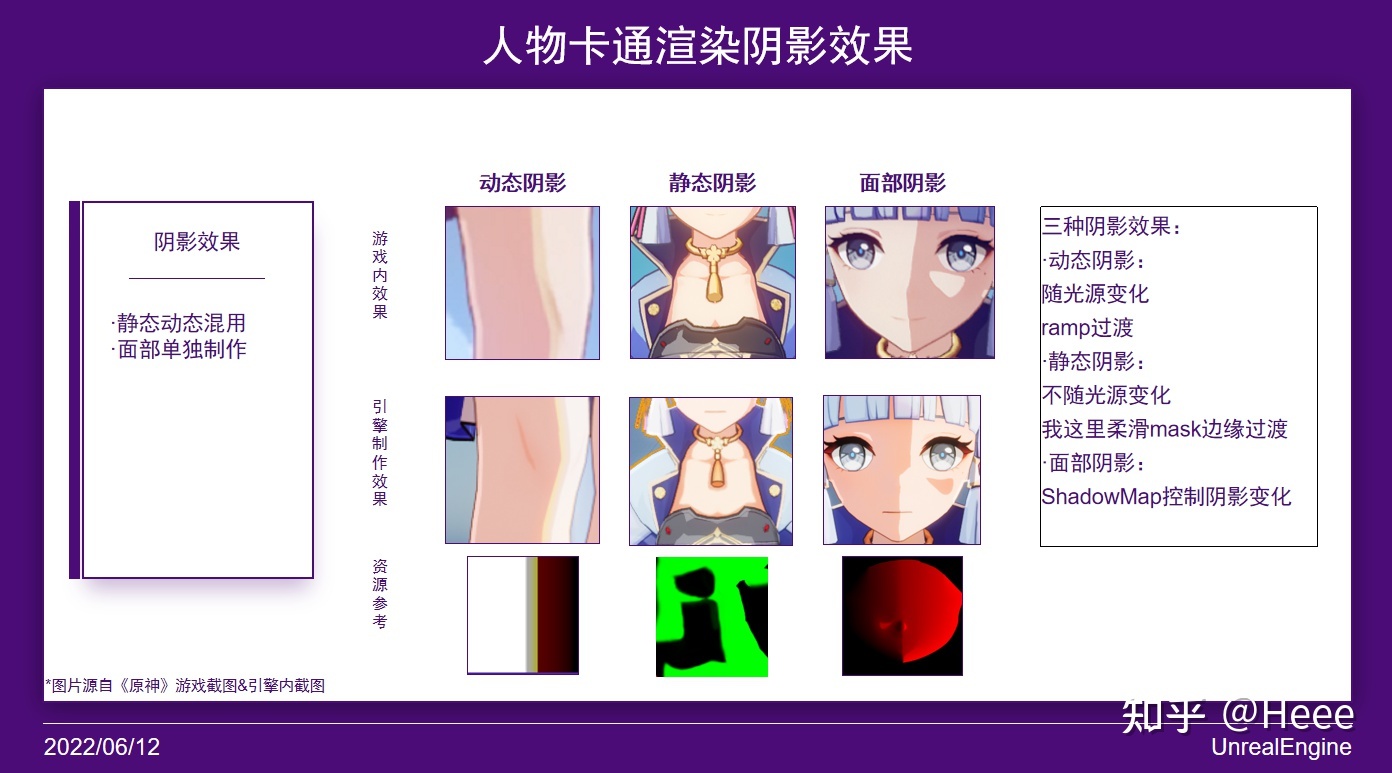 人物卡通渲染阴影效果
阴影效果
·静态动态混用
·面部单独制作
动态阴影
静态阴影
面部阴影
游戏内效果
引擎制作效果
资源参考
三种阴影效果：
·动态阴影：
随光源变化
ramp过渡
·静态阴影：
不随光源变化
我这里柔滑mask边缘过渡
·面部阴影：
ShadowMap控制阴影变化
*图片源自《原神》游戏截图&引擎内截图
知乎 @Heee
2022/06/12
UnrealEngine